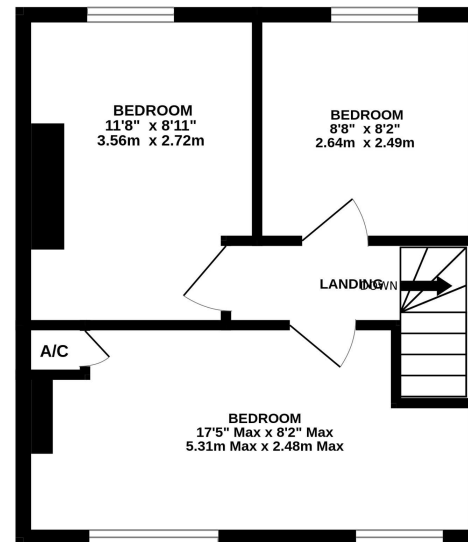 BEDROOM
11'8" x 8'11"
3.56m x 2.72m
BEDROOM
8'8" x 8'2"
2.64m x 2.49m
LANDING
DOWN
A/C
BEDROOM
17'5" Max x 8'2" Max
5.31m Max x 2.48m Max